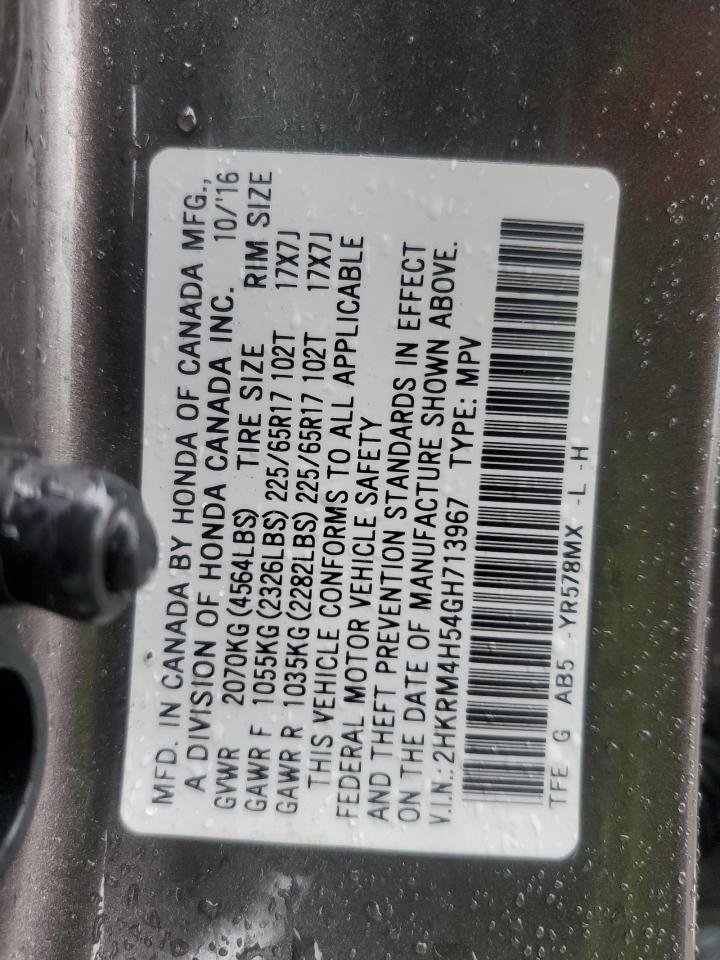 MFD. IN CANADA BY HONDA OF CANADA MFG.,
A DIVISION OF HONDA CANADA INC. 10/'16
GVWR 2070KG (4564LBS) TIRE SIZE RIM SIZE
GAWR F 1055KG (2326LBS) 225/65R17 102T 17X7J
GAWR R 1035KG (2282LBS) 225/65R17 102T 17X7J
THIS VEHICLE CONFORMS TO ALL APPLICABLE
FEDERAL MOTOR VEHICLE SAFETY
AND THEFT PREVENTION STANDARDS IN EFFECT
ON THE DATE OF MANUFACTURE SHOWN ABOVE.
V.I.N.: 2HKRM4H54GH713967 TYPE: MPV
TFE G AB5 -YR578MX -L -H